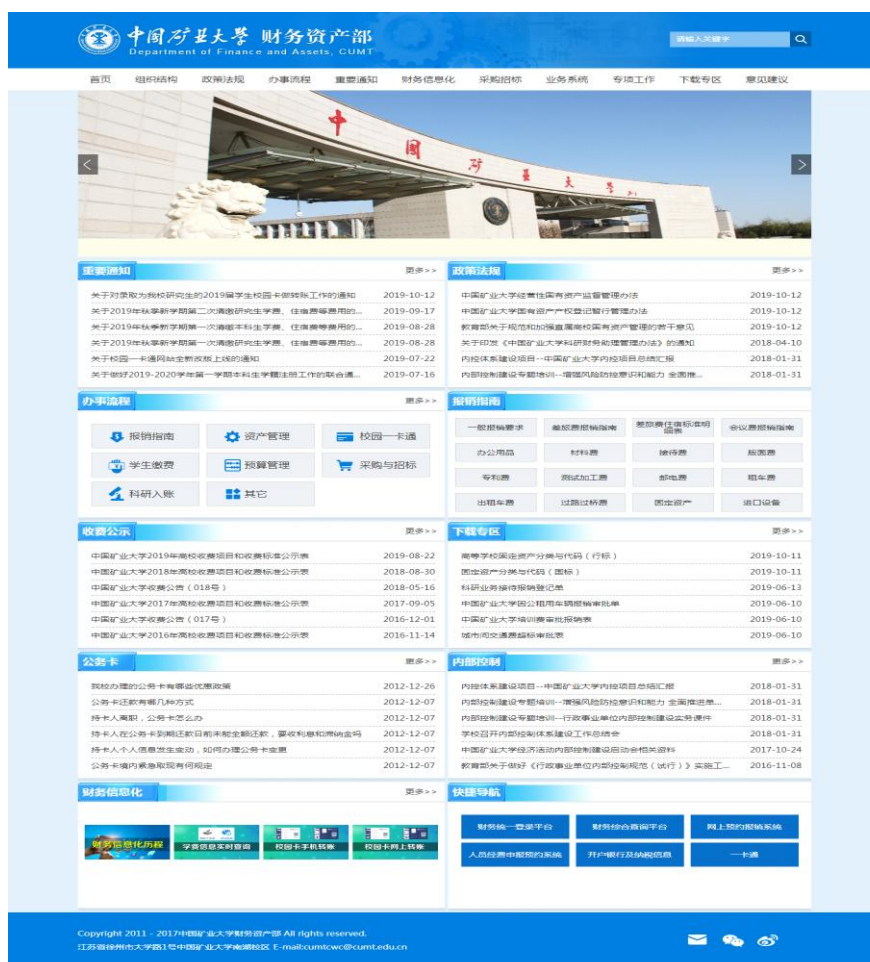 中国矿业大学 财务资产部
Department of Finance and Assets, CUMT
请输入关键字
首页 组织结构 政策法规 办事流程 重要通知 财务信息化 采购招标 业务系统 专项工作 下载专区 意见建议
中国矿业大学
重要通知 更多>>
关于对录取为我校研究生的2019届学生校园卡做转账工作的通知 2019-10-12
关于2019年秋季新学期第二次清缴研究生学费、住宿费等费用的... 2019-09-17
关于2019年秋季新学期第一次清缴本科生学费、住宿费等费用的... 2019-08-28
关于2019年秋季新学期第一次清缴研究生学费、住宿费等费用的... 2019-08-28
关于校园一卡通网站全新改版上线的通知 2019-07-22
关于做好2019-2020学年第一学期本科生学籍注册工作的联合通... 2019-07-16
政策法规 更多>>
中国矿业大学经营性国有资产监督管理办法 2019-10-12
中国矿业大学国有资产产权登记暂行管理办法 2019-10-12
教育部关于规范和加强直属高校国有资产管理的若干意见 2019-10-12
关于印发《中国矿业大学科研财务助理管理办法》的通知 2018-04-10
内控体系建设项目--中国矿业大学内控项目总结汇报 2018-01-31
内部控制建设专题培训--增强风险防控意识和能力 全面推... 2018-01-31
办事流程 更多>>
报销指南 资产管理 校园一卡通
学生缴费 预算管理 采购与招标
科研入账 其它
报销指南
一般报销要求 差旅费报销指南 差旅费住宿标准明细表 会议费报销指南
办公用品 材料费 接待费 版面费
专利费 测试加工费 邮电费 租车费
出租车费 过路过桥费 固定资产 进口设备
收费公示 更多>>
中国矿业大学2019年高校收费项目和收费标准公示表 2019-08-22
中国矿业大学2018年高校收费项目和收费标准公示表 2018-08-30
中国矿业大学收费公告（018号） 2018-05-16
中国矿业大学2017年高校收费项目和收费标准公示表 2017-09-05
中国矿业大学收费公告（017号） 2016-12-01
中国矿业大学2016年高校收费项目和收费标准公示表 2016-11-14
下载专区 更多>>
高等学校固定资产分类与代码（行标） 2019-10-11
固定资产分类与代码（国标） 2019-10-11
科研业务接待报销登记单 2019-06-13
中国矿业大学因公租用车辆报销审批单 2019-06-10
中国矿业大学培训费审批报销表 2019-06-10
城市间交通费超标审批表 2019-06-10
公务卡 更多>>
我校办理的公务卡有哪些优惠政策 2012-12-26
公务卡还款有哪几种方式 2012-12-07
持卡人离职，公务卡怎么办 2012-12-07
持卡人在公务卡到期还款日前未能全额还款，要收利息和滞纳金吗 2012-12-07
持卡人个人信息发生变动，如何办理公务卡变更 2012-12-07
公务卡境内紧急取现有何规定 2012-12-07
内部控制 更多>>
内控体系建设项目--中国矿业大学内控项目总结汇报 2018-01-31
内部控制建设专题培训--增强风险防控意识和能力 全面推进单... 2018-01-31
内部控制建设专题培训--行政事业单位内部控制建设实务课件 2018-01-31
学校召开内部控制体系建设工作总结会 2018-01-31
中国矿业大学经济活动内部控制建设启动会相关资料 2017-10-24
教育部关于做好《行政事业单位内部控制规范（试行）》实施工... 2016-11-08
财务信息化 更多>>
财务信息化历程 学费信息实时查询 校园卡手机转账 校园卡网上转账
快捷导航
财务统一登录平台 财务综合查询平台 网上预约报销系统
人员经费申报预约系统 开户银行及纳税信息 一卡通
Copyright 2011 - 2017中国矿业大学财务资产部 All rights reserved.
江苏省徐州市大学路1号中国矿业大学南湖校区 E-mail:cumtcwc@cumt.edu.cn